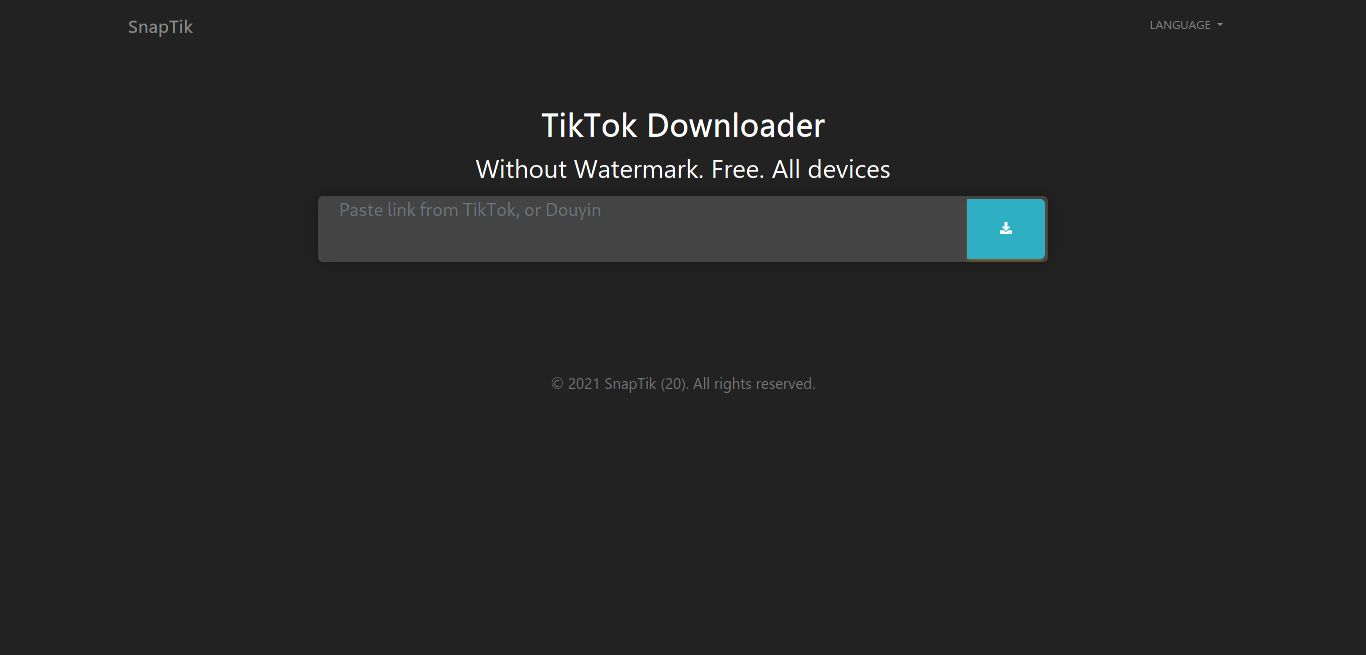 SnapTik
LANGUAGE
TikTok Downloader
Without Watermark. Free. All devices
Paste link from TikTok, or Douyin
© 2021 SnapTik (20). All rights reserved.